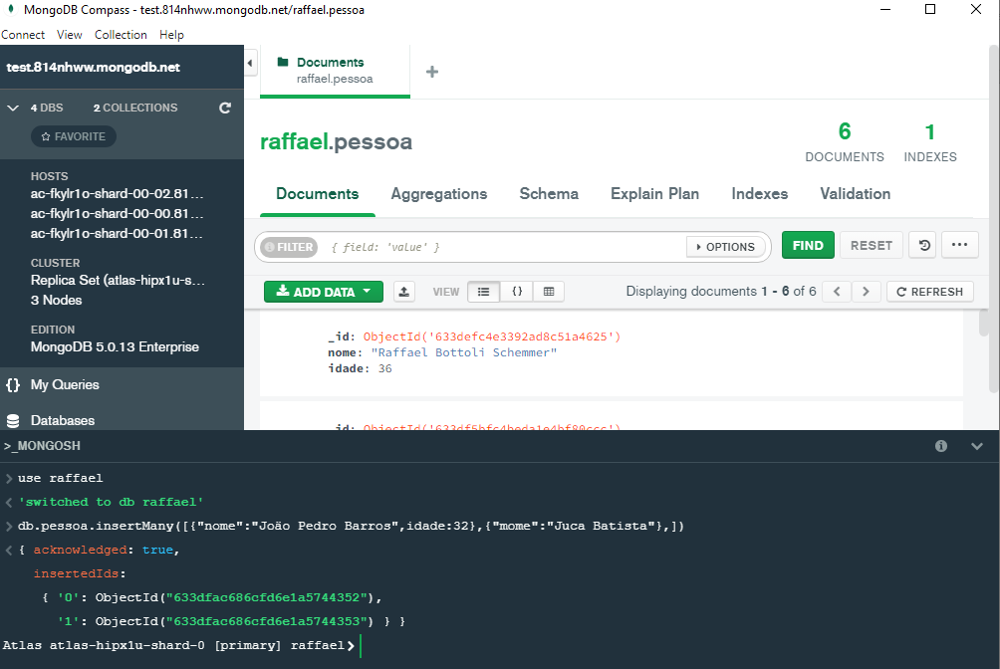 MongoDB Compass - test.814nhww.mongodb.net/raffael.pessoa
Connect View Collection Help
test.814nhww.mongodb.net
4 DBS 2 COLLECTIONS
FAVORITE
HOSTS
ac-fkylr1o-shard-00-02.81...
ac-fkylr1o-shard-00-00.81...
ac-fkylr1o-shard-00-01.81...
CLUSTER
Replica Set (atlas-hipx1u-s...
3 Nodes
EDITION
MongoDB 5.0.13 Enterprise
{} My Queries
Databases
Documents
raffael.pessoa
+
raffael.pessoa
6
DOCUMENTS
1
INDEXES
Documents Aggregations Schema Explain Plan Indexes Validation
FILTER { field: 'value' } OPTIONS FIND RESET ...
ADD DATA VIEW {} Displaying documents 1 - 6 of 6 < > REFRESH
_id: ObjectId('633defc4e3392ad8c51a4625')
nome: "Raffael Bottoli Schemmer"
idade: 36
_id: ObjectId('633df5bfc4beda1e4bf80ccc')
>_MONGOSH
> use raffael
< 'switched to db raffael'
> db.pessoa.insertMany([{"nome":"João Pedro Barros",idade:32},{"mome":"Juca Batista"},])
< { acknowledged: true,
insertedIds:
{ '0': ObjectId("633dfac686cfd6e1a5744352"),
'1': ObjectId("633dfac686cfd6e1a5744353") } }
Atlas atlas-hipx1u-shard-0 [primary] raffael>